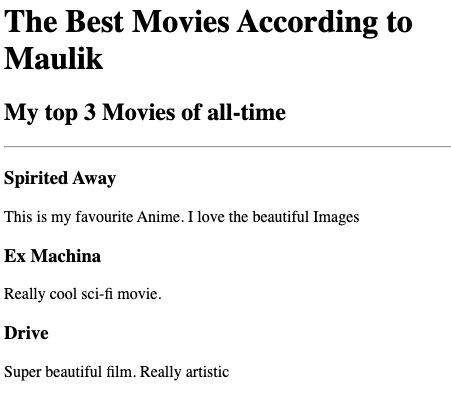 The Best Movies According to
Maulik
My top 3 Movies of all-time
Spirited Away
This is my favourite Anime. I love the beautiful Images
Ex Machina
Really cool sci-fi movie.
Drive
Super beautiful film. Really artistic